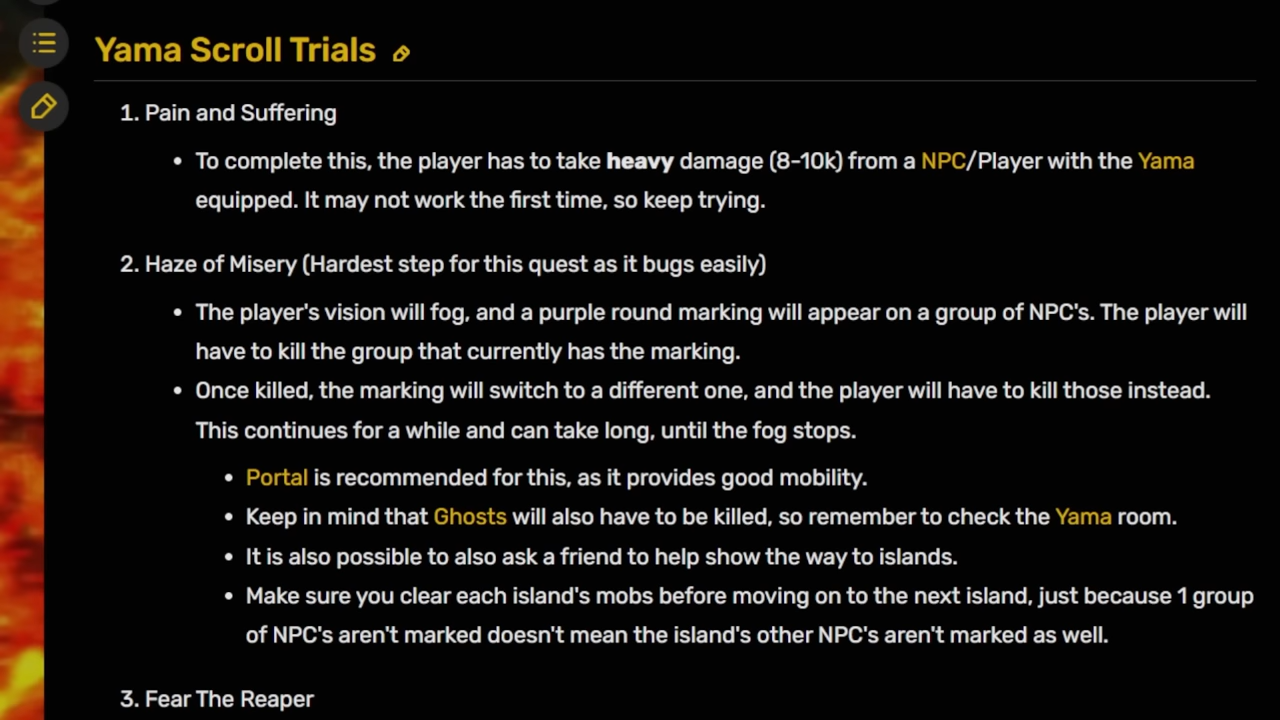 Yama Scroll Trials
1. Pain and Suffering
• To complete this, the player has to take heavy damage (8-10k) from a NPC/Player with the Yama
equipped. It may not work the first time, so keep trying.
2. Haze of Misery (Hardest step for this quest as it bugs easily)
• The player's vision will fog, and a purple round marking will appear on a group of NPC's. The player will
have to kill the group that currently has the marking.
• Once killed, the marking will switch to a different one, and the player will have to kill those instead.
This continues for a while and can take long, until the fog stops.
• Portal is recommended for this, as it provides good mobility.
• Keep in mind that Ghosts will also have to be killed, so remember to check the Yama room.
• It is also possible to also ask a friend to help show the way to islands.
• Make sure you clear each island's mobs before moving on to the next island, just because 1 group
of NPC's aren't marked doesn't mean the island's other NPC's aren't marked as well.
3. Fear The Reaper